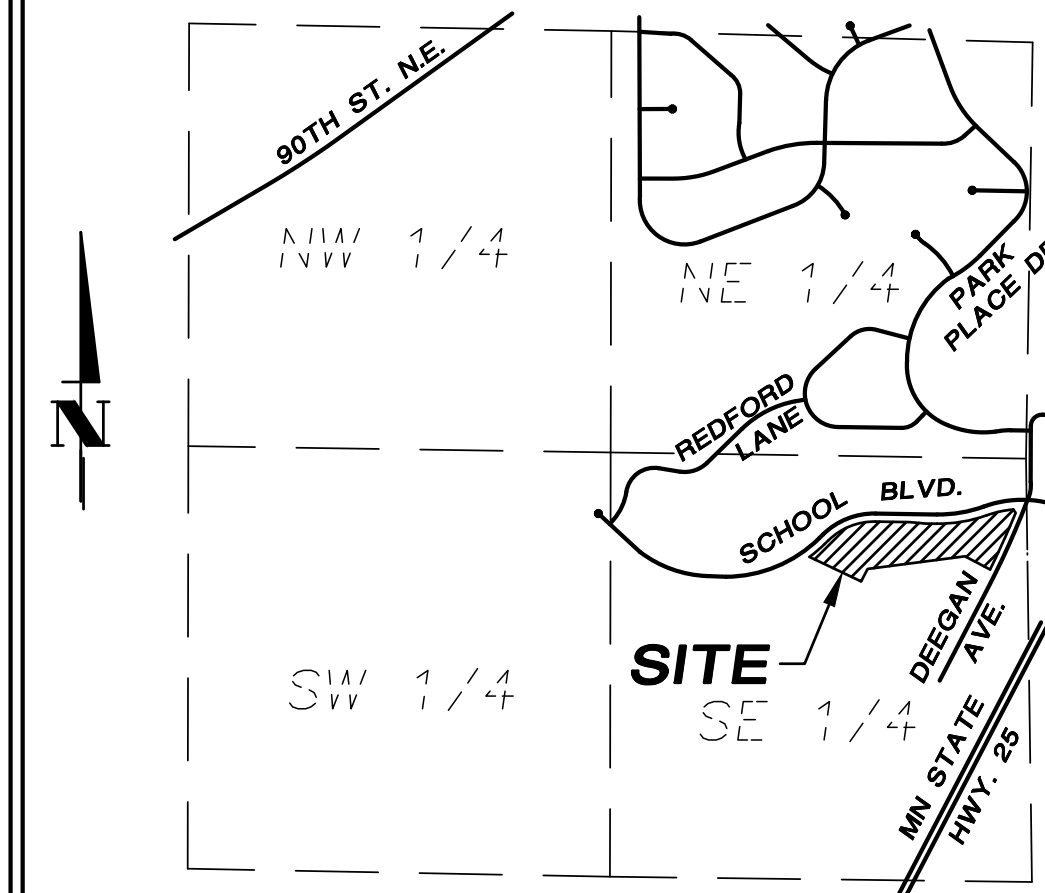 90TH ST. N.E.
NW 1/4
NE 1/4
PARK
PLACE
N
REDFORD
LANE
SCHOOL BLVD.
DEEGAN
AVE.
SITE
SW 1/4
SE 1/4
MN STATE
HWY. 25